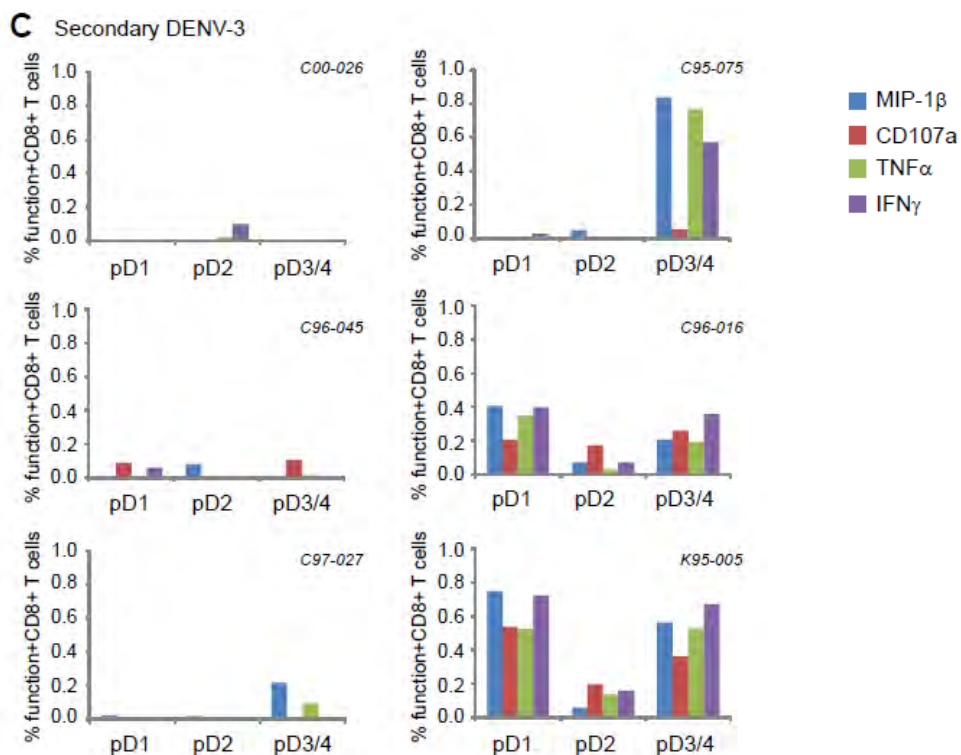 C Secondary DENV-3
C00-026
% function+CD8+ T cells
1.0
0.8
0.6
0.4
0.2
0.0
pD1 pD2 pD3/4
C95-075
% function+CD8+ T cells
1.0
0.8
0.6
0.4
0.2
0.0
pD1 pD2 pD3/4
MIP-1β
CD107a
TNFα
IFNγ
C96-045
% function+CD8+ T cells
1.0
0.8
0.6
0.4
0.2
0.0
pD1 pD2 pD3/4
C96-016
% function+CD8+ T cells
1.0
0.8
0.6
0.4
0.2
0.0
pD1 pD2 pD3/4
C97-027
% function+CD8+ T cells
1.0
0.8
0.6
0.4
0.2
0.0
pD1 pD2 pD3/4
K95-005
% function+CD8+ T cells
1.0
0.8
0.6
0.4
0.2
0.0
pD1 pD2 pD3/4